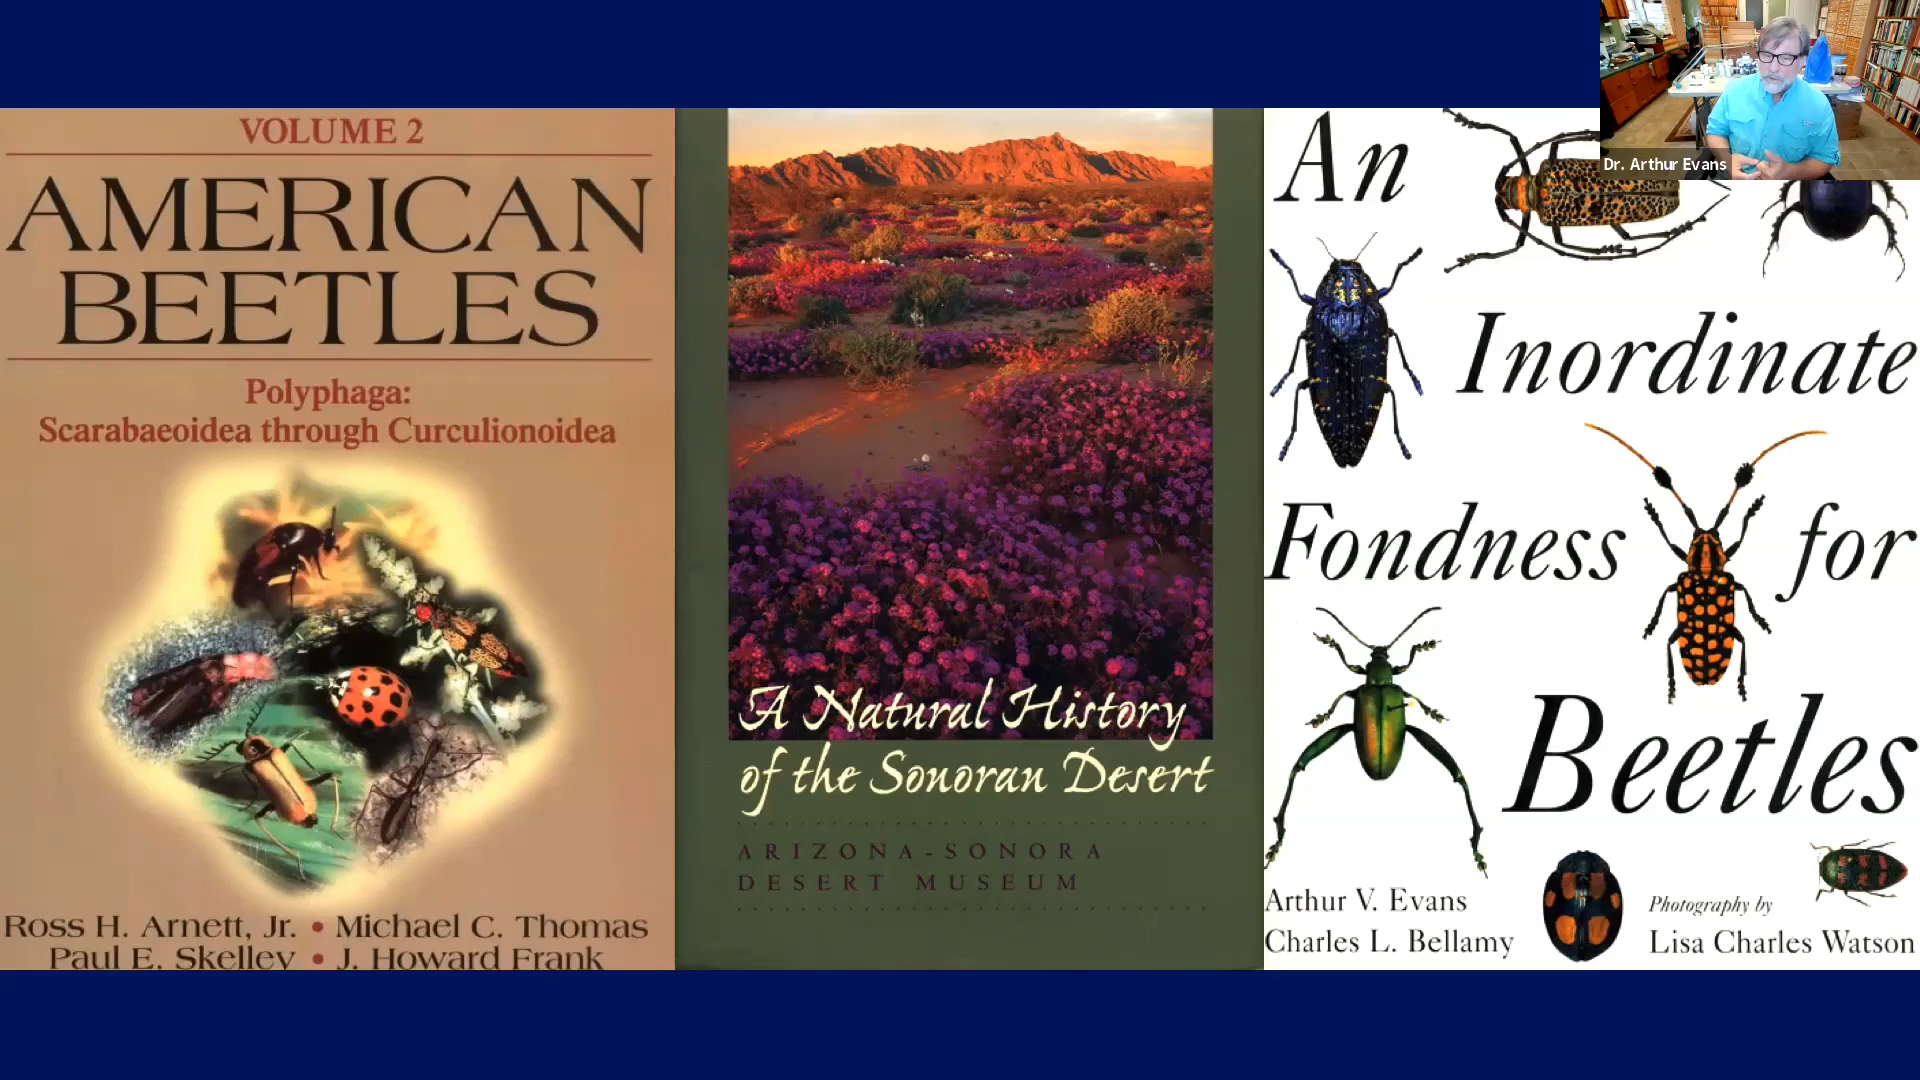 VOLUME 2
AMERICAN
BEETLES
Polyphaga:
Scarabaeoidea through Curculionoidea
Ross H. Arnett, Jr. • Michael C. Thomas
Paul E. Skelley • J. Howard Frank
A Natural History
of the Sonoran Desert
ARIZONA-SONORA
DESERT MUSEUM
An
Inordinate
Fondness for
Beetles
Arthur V. Evans
Charles L. Bellamy
Photography by
Lisa Charles Watson
Dr. Arthur Evans